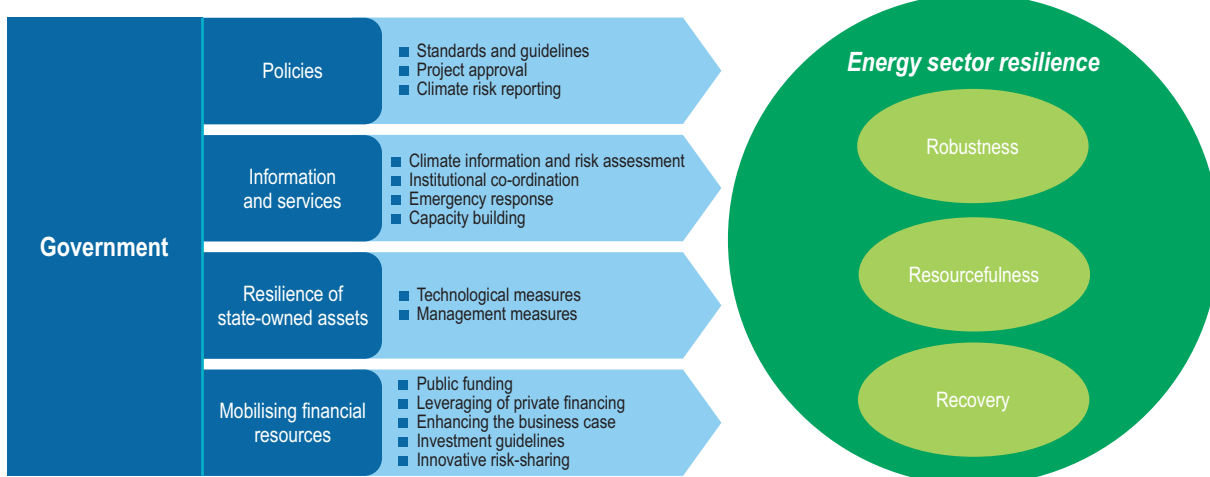 Government
Policies
Standards and guidelines
Project approval
Climate risk reporting
Information
and services
Climate information and risk assessment
Institutional co-ordination
Emergency response
Capacity building
Resilience of
state-owned assets
Technological measures
Management measures
Mobilising financial
resources
Public funding
Leveraging of private financing
Enhancing the business case
Investment guidelines
Innovative risk-sharing
Energy sector resilience
Robustness
Resourcefulness
Recovery